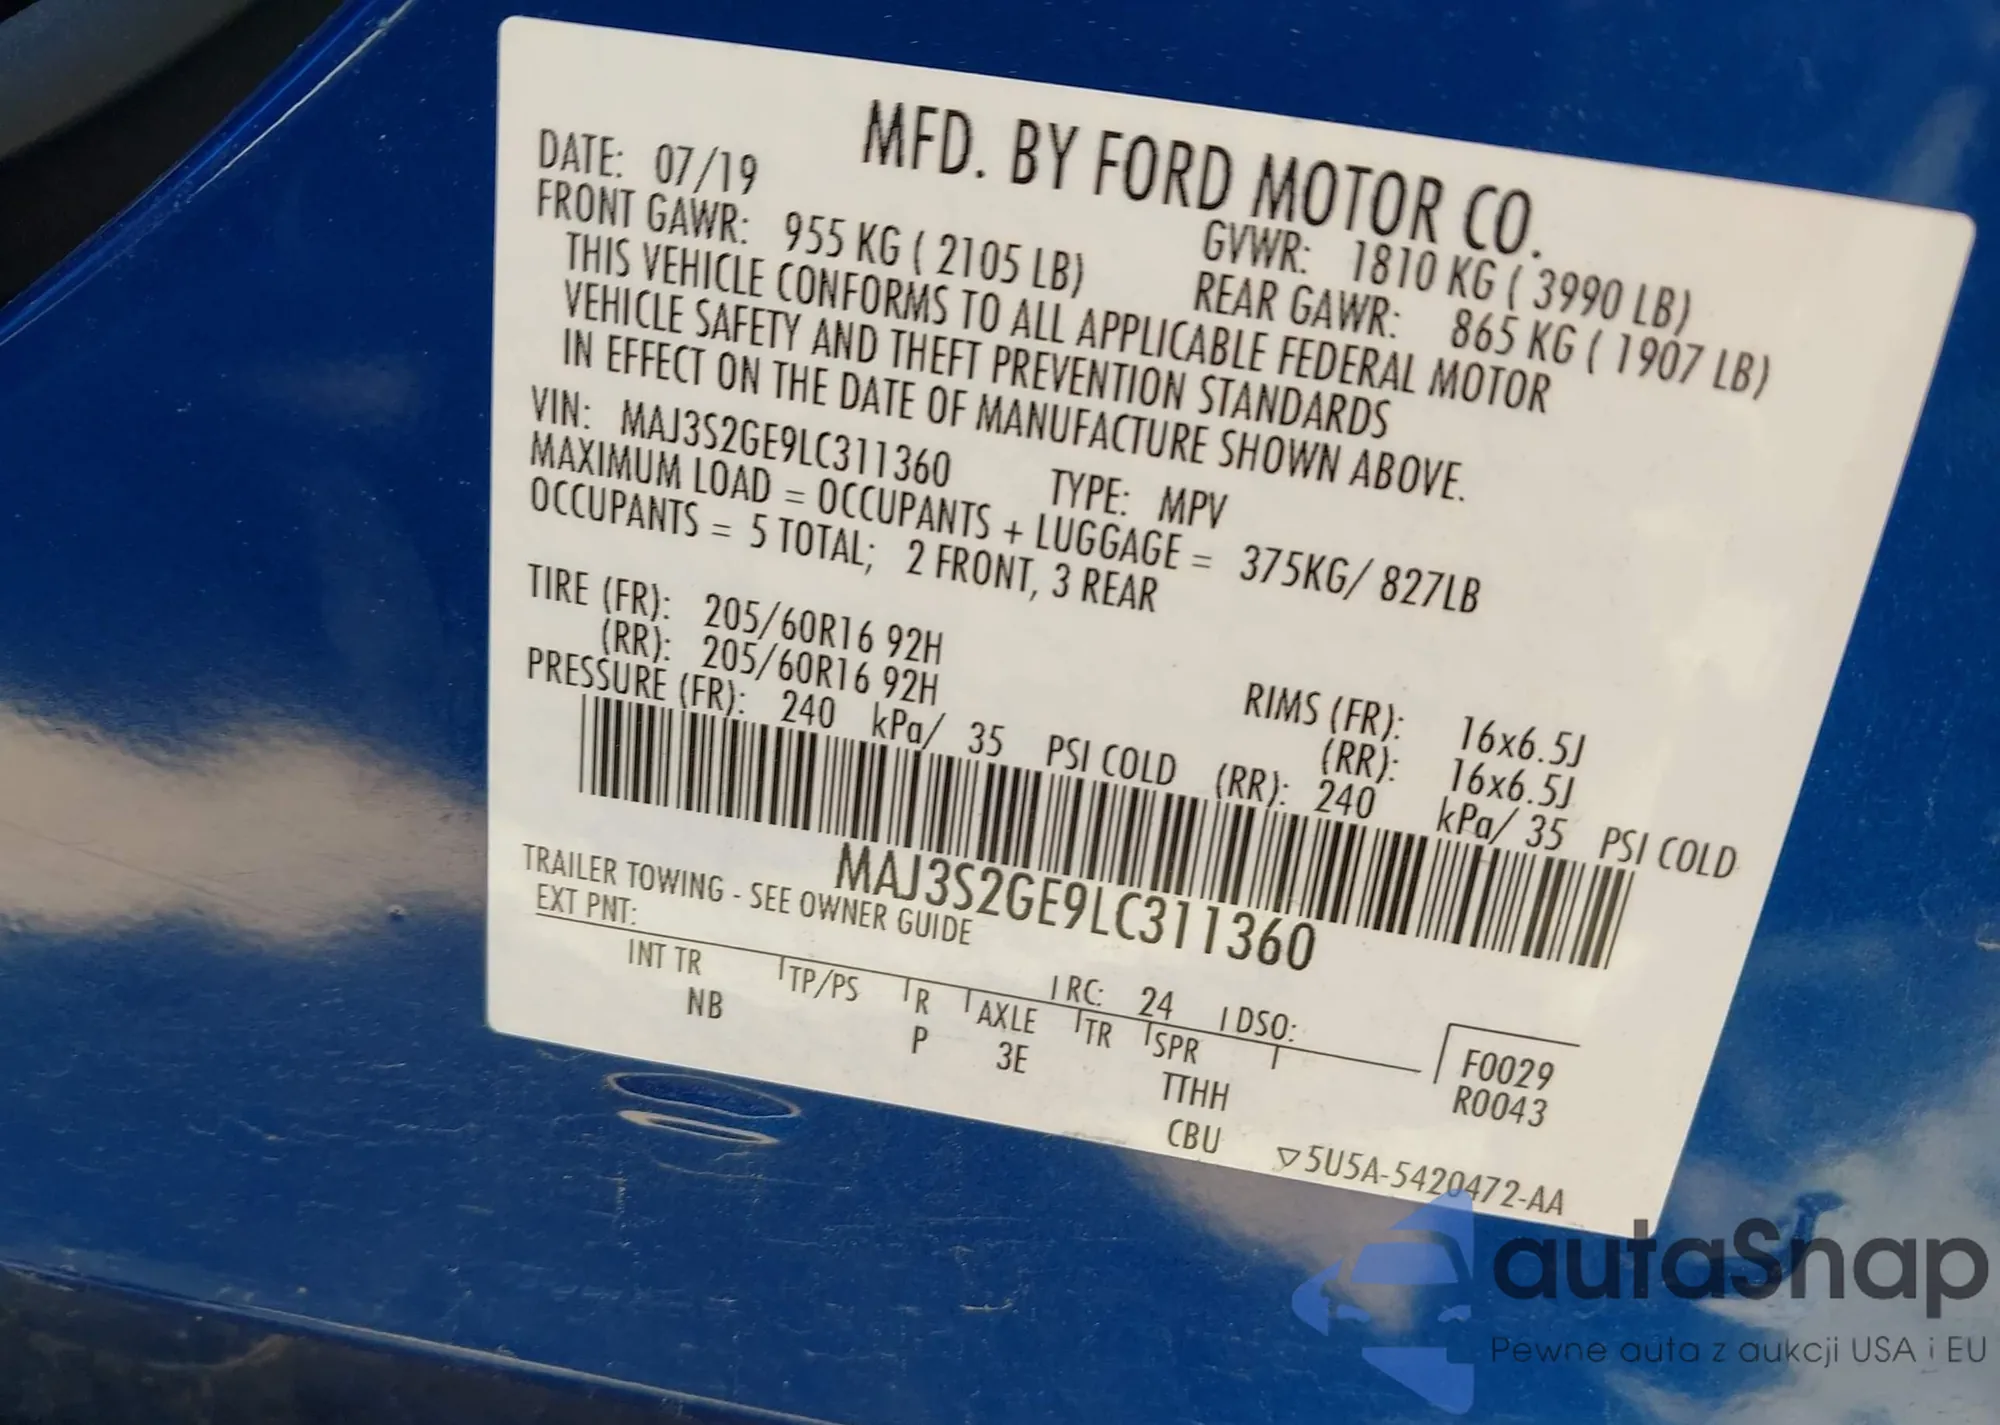 MFD. BY FORD MOTOR CO.
DATE: 07/19 GVWR: 1810 KG ( 3990 LB)
FRONT GAWR: 955 KG ( 2105 LB) REAR GAWR: 865 KG ( 1907 LB)
THIS VEHICLE CONFORMS TO ALL APPLICABLE FEDERAL MOTOR
VEHICLE SAFETY AND THEFT PREVENTION STANDARDS
IN EFFECT ON THE DATE OF MANUFACTURE SHOWN ABOVE.
VIN: MAJ3S2GE9LC311360 TYPE: MPV
MAXIMUM LOAD = OCCUPANTS + LUGGAGE = 375KG/ 827LB
OCCUPANTS = 5 TOTAL; 2 FRONT, 3 REAR
TIRE (FR): 205/60R16 92H RIMS (FR): 16x6.5J
(RR): 205/60R16 92H (RR): 16x6.5J
PRESSURE (FR): 240 kPa/ 35 PSI COLD (RR): 240 kPa/ 35 PSI COLD
MAJ3S2GE9LC311360
TRAILER TOWING - SEE OWNER GUIDE
EXT PNT: RC: 24 DSO:
INT TR TP/PS R AXLE TR SPR F0029
NB P 3E TTHH R0043
CBU
▽5U5A-5420472-AA
autaSnap
Pewne auta z aukcji USA i EU